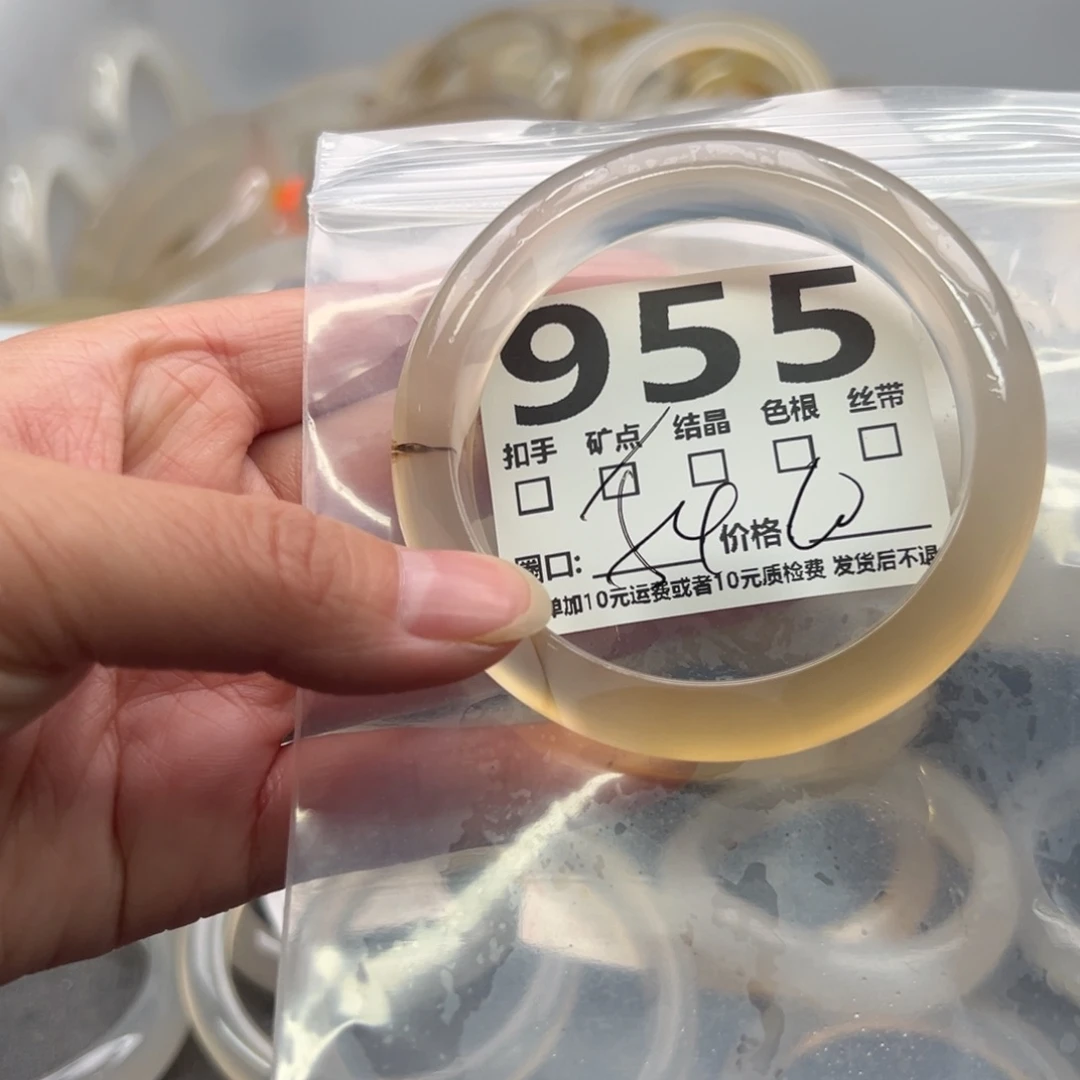 955
扣手 矿点 结晶 色根 丝带
圈口: 54 价格
单加10元运费或者10元质检费 发货后不退